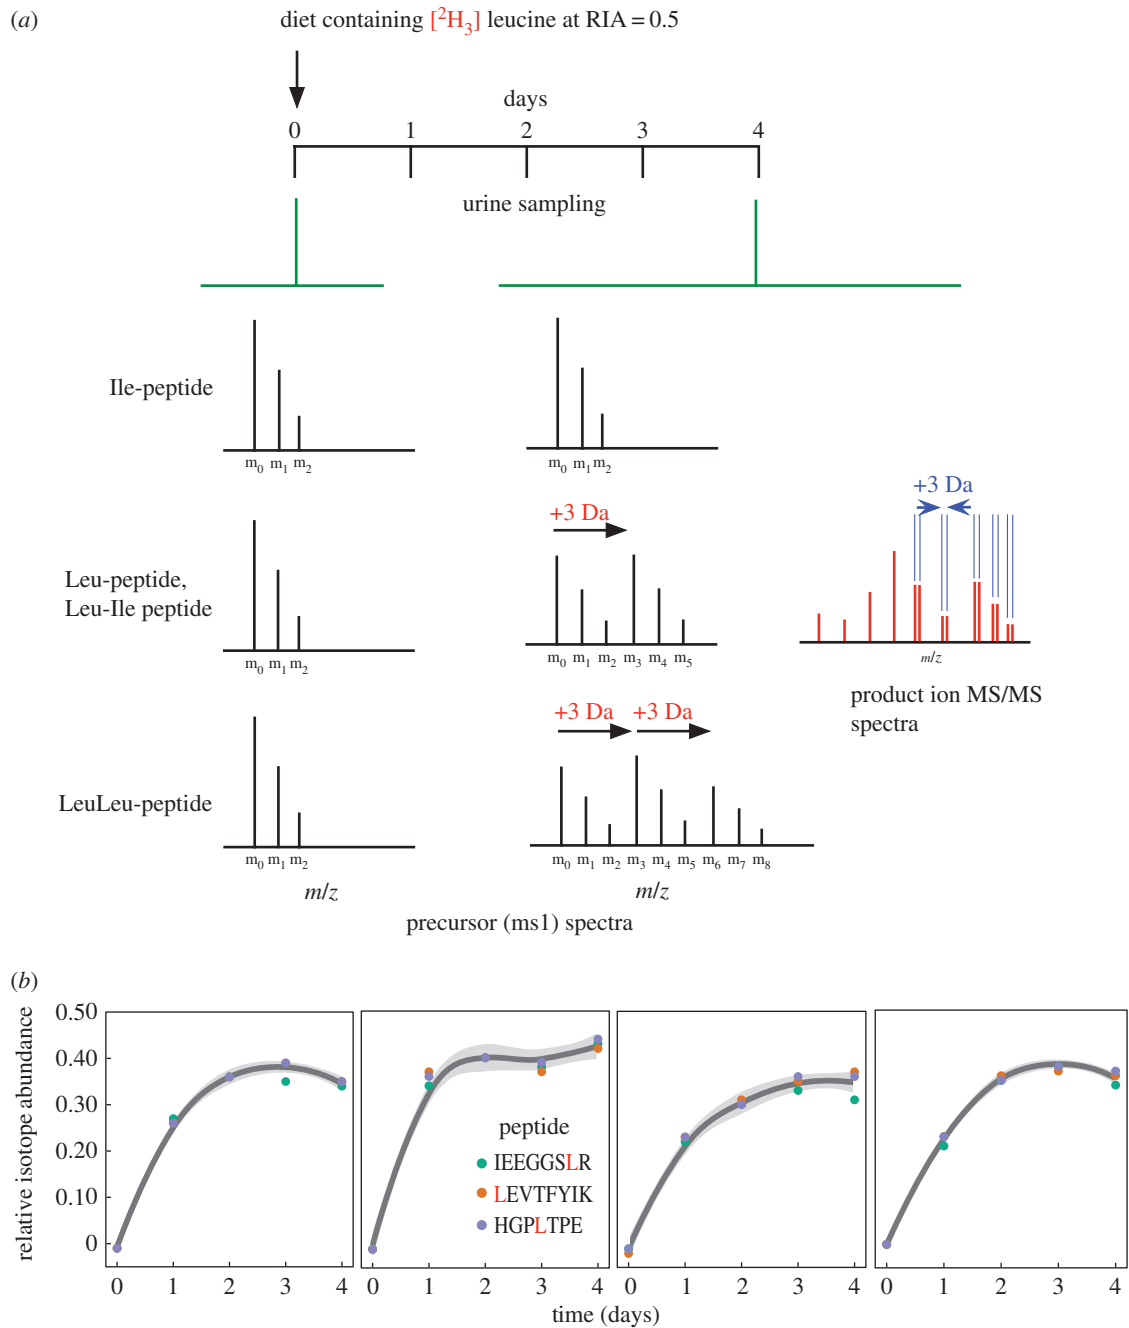 (a)
diet containing [²H₃] leucine at RIA = 0.5
days
0 1 2 3 4
urine sampling
Ile-peptide
m₀ m₁ m₂
m₀ m₁ m₂
+3 Da
+3 Da
Leu-peptide,
Leu-Ile peptide
m₀ m₁ m₂
m₀ m₁ m₂ m₃ m₄ m₅
m/z
product ion MS/MS
spectra
+3 Da +3 Da
LeuLeu-peptide
m₀ m₁ m₂
m₀ m₁ m₂ m₃ m₄ m₅ m₆ m₇ m₈
m/z
m/z
precursor (ms1) spectra
(b)
relative isotope abundance
0.50
0.40
0.30
0.20
0.10
0
peptide
IEEGGSLR
LEVTFYIK
HGPLTPE
0 1 2 3 4
0 1 2 3 4
0 1 2 3 4
0 1 2 3 4
time (days)